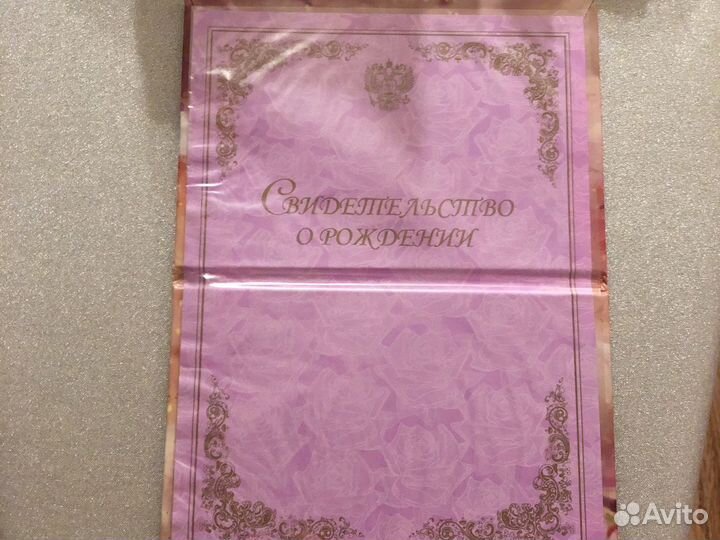 Свидетельство
о рождении
Avito